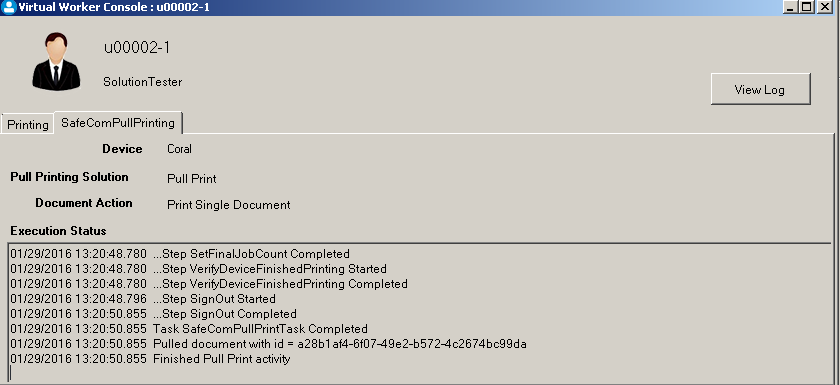 Virtual Worker Console : u00002-1
u00002-1
SolutionTester
View Log
Printing SafeComPullPrinting
Device Coral
Pull Printing Solution Pull Print
Document Action Print Single Document
Execution Status
01/29/2016 13:20:48.780 ...Step SetFinalJobCount Completed
01/29/2016 13:20:48.780 ...Step VerifyDeviceFinishedPrinting Started
01/29/2016 13:20:48.780 ...Step VerifyDeviceFinishedPrinting Completed
01/29/2016 13:20:48.796 ...Step SignOut Started
01/29/2016 13:20:50.855 ...Step SignOut Completed
01/29/2016 13:20:50.855 Task SafeComPullPrintTask Completed
01/29/2016 13:20:50.855 Pulled document with id = a28b1af4-6f07-49e2-b572-4c2674bc99da
01/29/2016 13:20:50.855 Finished Pull Print activity